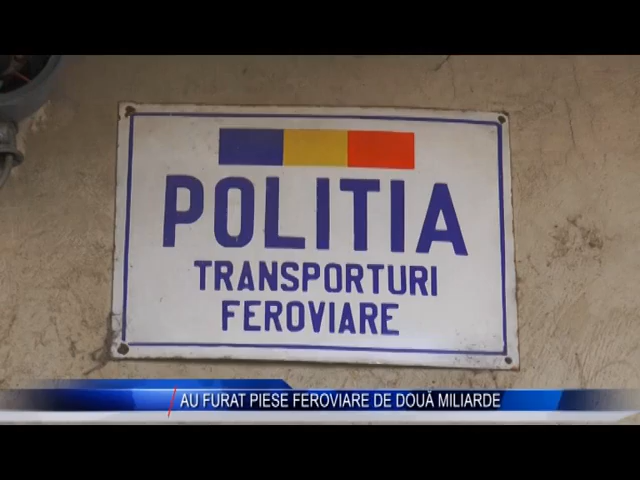 POLITIA
TRANSPORTURI
FEROVIARE
AU FURAT PIESE FEROVIARE DE DOUĂ MILIARDE